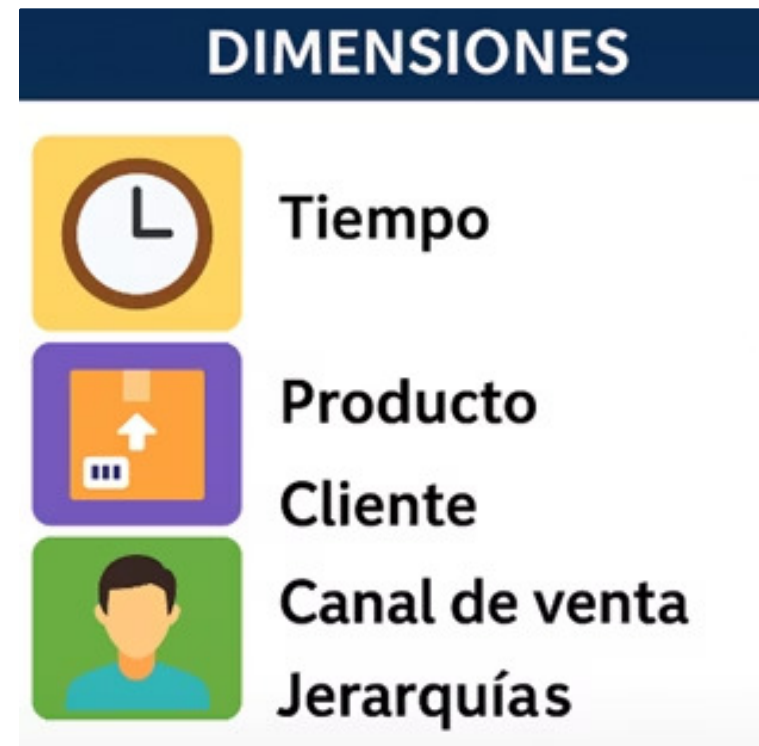 DIMENSIONES
Tiempo
Producto
Cliente
Canal de venta
Jerarquías